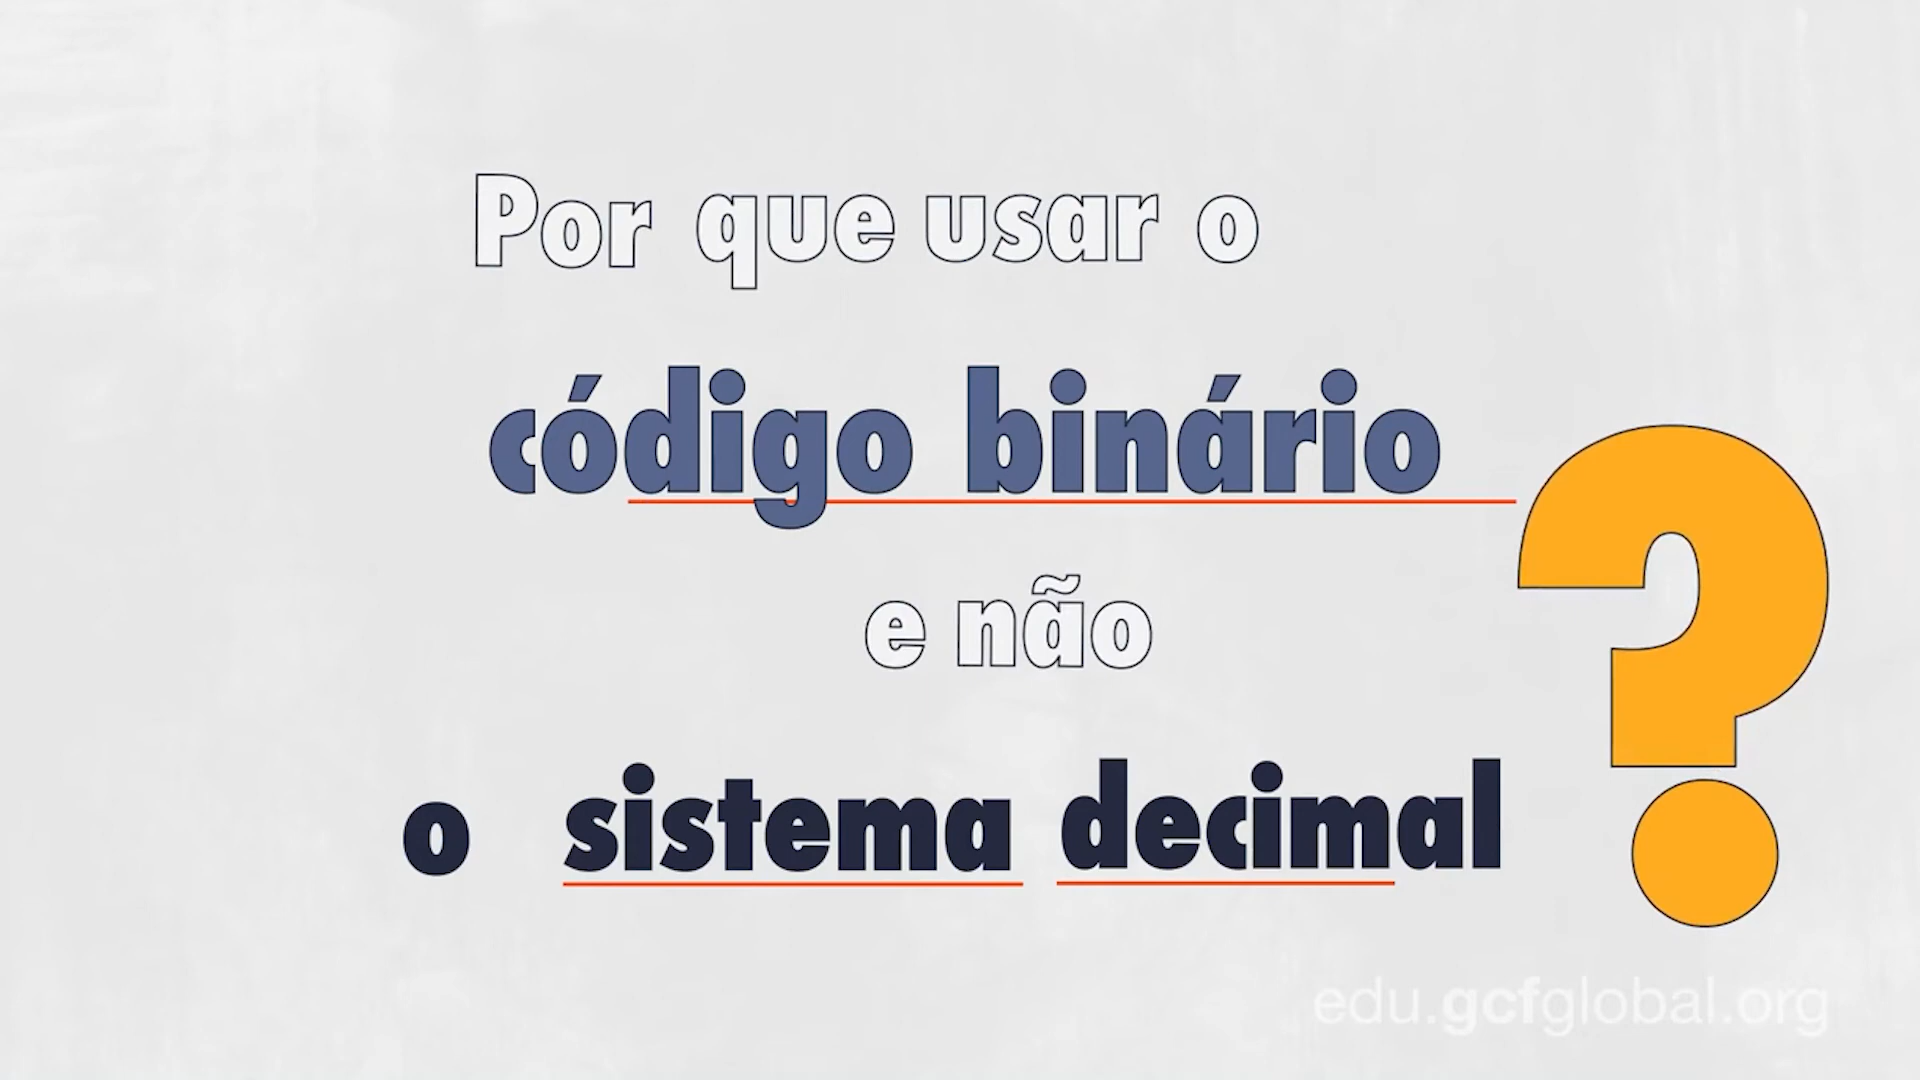 Por que usar o
código binário
e não
o sistema decimal
?
edu.gcfglobal.org